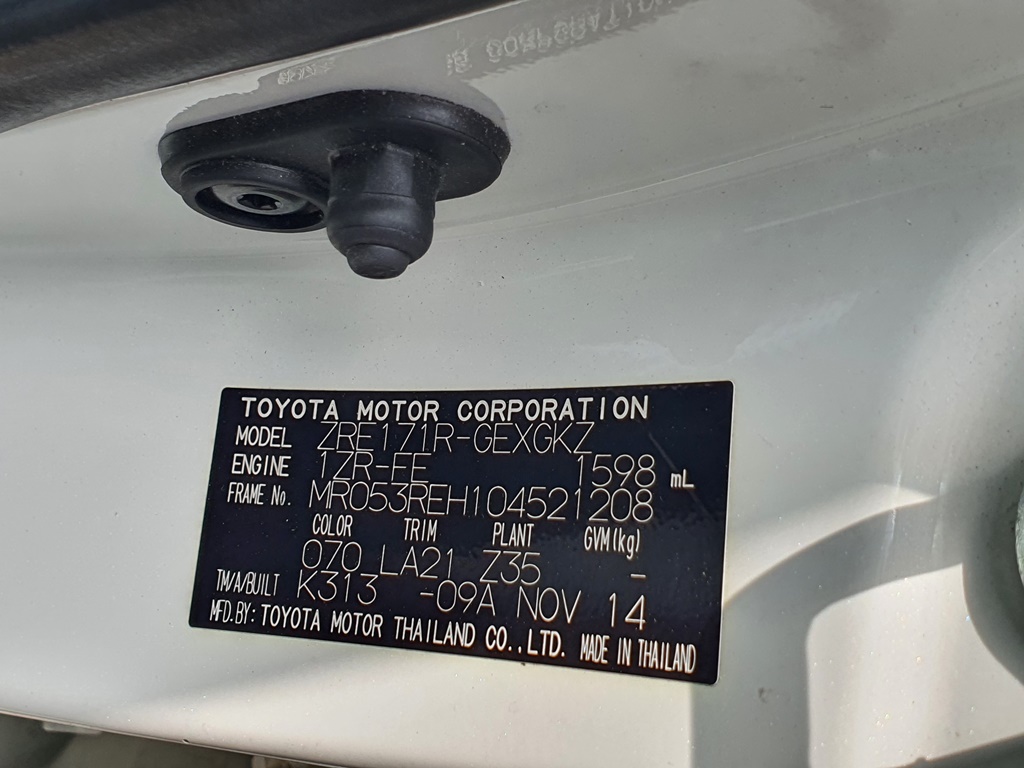 TOYOTA MOTOR CORPORATION
MODEL ZRE171R-GEXGKZ
ENGINE 1ZR-FE 1598 mL
FRAME No. MR053REH104521208
COLOR TRIM PLANT GVM(kg)
070 LA21 Z35 -
TM/A/BUILT K313 -09A NOV 14
MFD.BY: TOYOTA MOTOR THAILAND CO.,LTD. MADE IN THAILAND